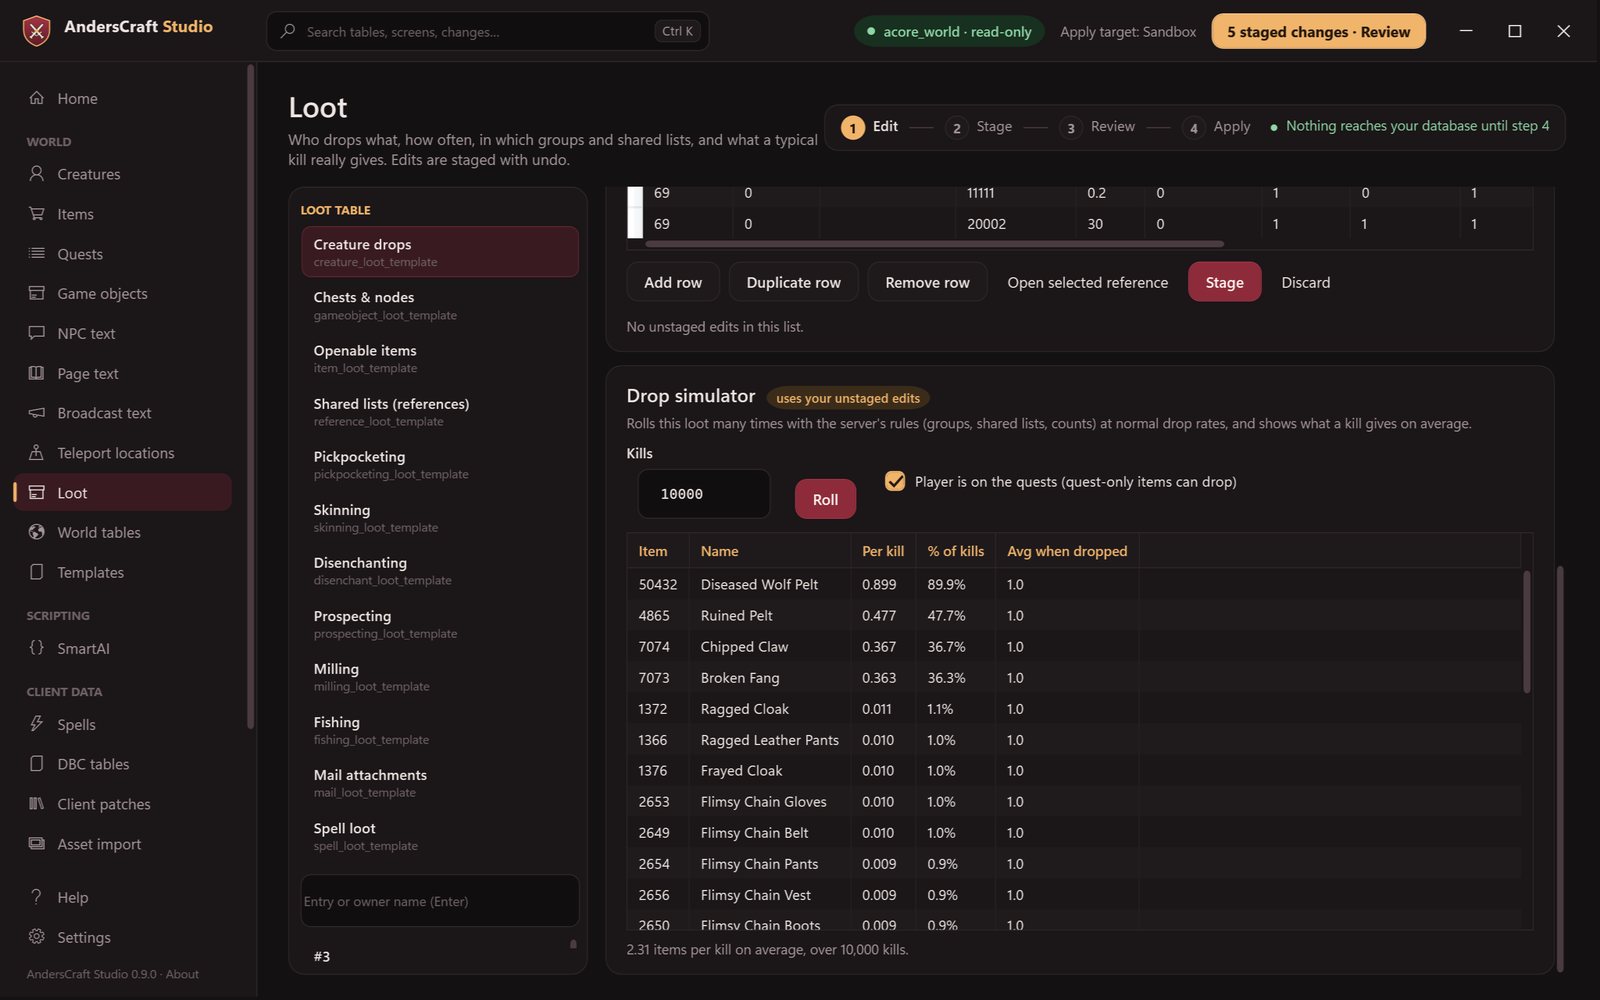 AndersCraft Studio
Search tables, screens, changes...
Ctrl K
acore_world · read-only
Apply target: Sandbox
5 staged changes · Review
Home
WORLD
Creatures
Items
Quests
Game objects
NPC text
Page text
Broadcast text
Teleport locations
Loot
World tables
Templates
SCRIPTING
SmartAI
CLIENT DATA
Spells
DBC tables
Client patches
Asset import
Help
Settings
AndersCraft Studio 0.9.0 · About
Loot
Who drops what, how often, in which groups and shared lists, and what a typical
kill really gives. Edits are staged with undo.
1 Edit
2 Stage
3 Review
4 Apply
Nothing reaches your database until step 4
LOOT TABLE
Creature drops
creature_loot_template
Chests & nodes
gameobject_loot_template
Openable items
item_loot_template
Shared lists (references)
reference_loot_template
Pickpocketing
pickpocketing_loot_template
Skinning
skinning_loot_template
Disenchanting
disenchant_loot_template
Prospecting
prospecting_loot_template
Milling
milling_loot_template
Fishing
fishing_loot_template
Mail attachments
mail_loot_template
Spell loot
spell_loot_template
Entry or owner name (Enter)
#3
69 0 11111 0.2 0 1 0 1
69 0 20002 30 0 1 1 1
Add row
Duplicate row
Remove row
Open selected reference
Stage
Discard
No unstaged edits in this list.
Drop simulator
uses your unstaged edits
Rolls this loot many times with the server's rules (groups, shared lists, counts) at normal drop rates, and shows what a kill gives on average.
Kills
10000
Roll
Player is on the quests (quest-only items can drop)
Item Name Per kill % of kills Avg when dropped
50432 Diseased Wolf Pelt 0.899 89.9% 1.0
4865 Ruined Pelt 0.477 47.7% 1.0
7074 Chipped Claw 0.367 36.7% 1.0
7073 Broken Fang 0.363 36.3% 1.0
1372 Ragged Cloak 0.011 1.1% 1.0
1366 Ragged Leather Pants 0.010 1.0% 1.0
1376 Frayed Cloak 0.010 1.0% 1.0
2653 Flimsy Chain Gloves 0.010 1.0% 1.0
2649 Flimsy Chain Belt 0.010 1.0% 1.0
2654 Flimsy Chain Pants 0.009 0.9% 1.0
2656 Flimsy Chain Vest 0.009 0.9% 1.0
2650 Flimsy Chain Boots 0.009 0.9% 1.0
2.31 items per kill on average, over 10,000 kills.